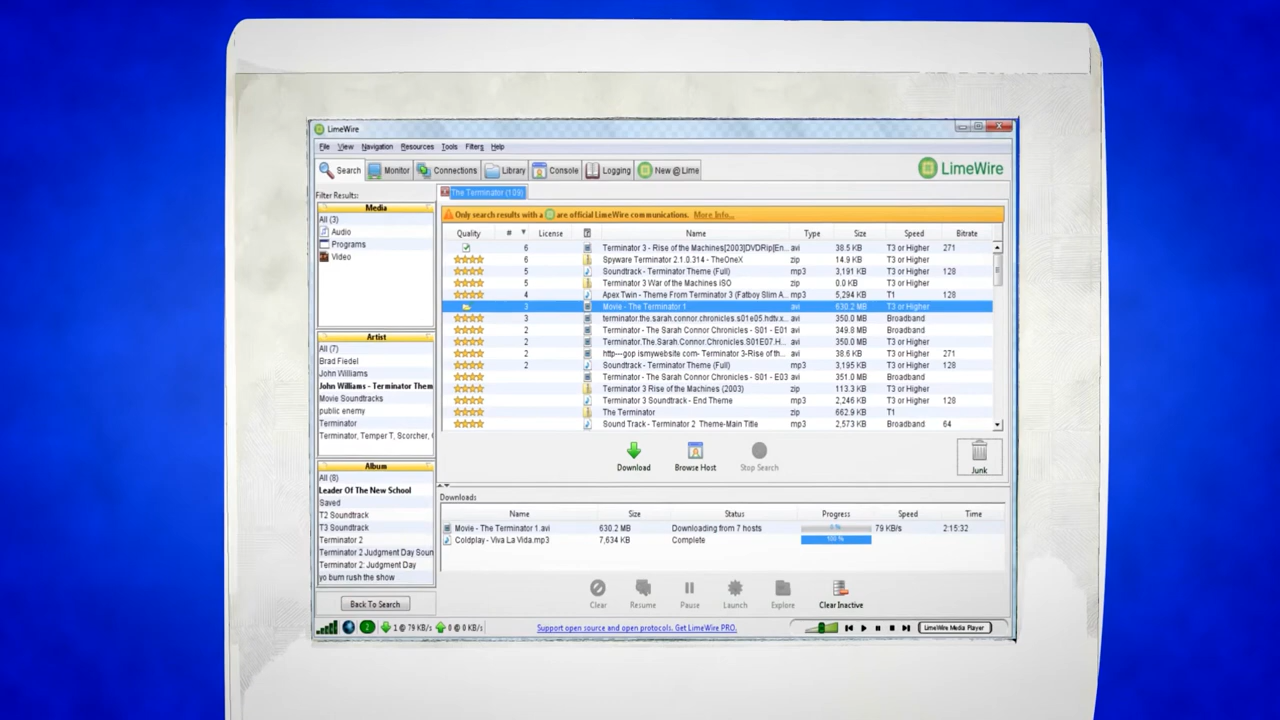 LimeWire
File View Navigation Resources Tools Filters Help
Search Monitor Connections Library Console Logging New @ Lime LimeWire
Filter Results:
Media
All (3)
Audio
Programs
Video
Artist
All (7)
Brad Fiedel
John Williams
John Williams - Terminator Them
Movie Soundtracks
public enemy
Terminator
Terminator, Temper T, Scorcher, (
Album
All (8)
Leader Of The New School
Saved
T2 Soundtrack
T3 Soundtrack
Terminator 2
Terminator 2 Judgment Day Soun
Terminator 2: Judgment Day
yo bum rush the show
Back To Search
The Terminator (109)
Only search results with a are official LimeWire communications. More Info...
Quality # License ? Name Type Size Speed Bitrate
6 Terminator 3 - Rise of the Machines[2003]DVDRip[En... avi 38.5 KB T3 or Higher 271
6 Spyware Terminator 2.1.0.314 - TheOneX zip 14.9 KB T3 or Higher
5 Soundtrack - Terminator Theme (Full) mp3 3,191 KB T3 or Higher 128
5 Terminator 3 War of the Machines iSO zip 0.0 KB T3 or Higher
4 Apex Twin - Theme From Terminator 3 (Fatboy Slim A... mp3 5,294 KB T1 128
3 Movie - The Terminator 1 avi 630.2 MB T3 or Higher
3 terminator.the.sarah.connor.chronicles.s01e05.hdtv.x... avi 350.0 MB Broadband
2 Terminator - The Sarah Connor Chronicles - S01 - E01 avi 349.8 MB Broadband
2 Terminator.The.Sarah.Connor.Chronicles.S01E07.H... avi 350.0 MB Broadband
2 http---gop ismywebsite com- Terminator 3-Rise of th... avi 38.6 KB T3 or Higher 271
2 Soundtrack - Terminator Theme (Full) mp3 3,195 KB T3 or Higher 128
Terminator - The Sarah Connor Chronicles - S01 - E03 avi 351.0 MB Broadband
Terminator 3 Rise of the Machines (2003) zip 113.3 KB T3 or Higher
Terminator 3 Soundtrack - End Theme mp3 2,246 KB T3 or Higher 128
The Terminator zip 662.9 KB T1
Sound Track - Terminator 2 Theme-Main Title mp3 2,573 KB Broadband 64
Download Browse Host Stop Search Junk
Downloads
Name Size Status Progress Speed Time
Movie - The Terminator 1.avi 630.2 MB Downloading from 7 hosts 79 KB/s 2:15:32
Coldplay - Viva La Vida.mp3 7,634 KB Complete 100 %
Clear Resume Pause Launch Explore Clear Inactive
2 1 @ 79 KB/s 0 @ 0 KB/s Support open source and open protocols. Get LimeWire PRO. LimeWire Media Player